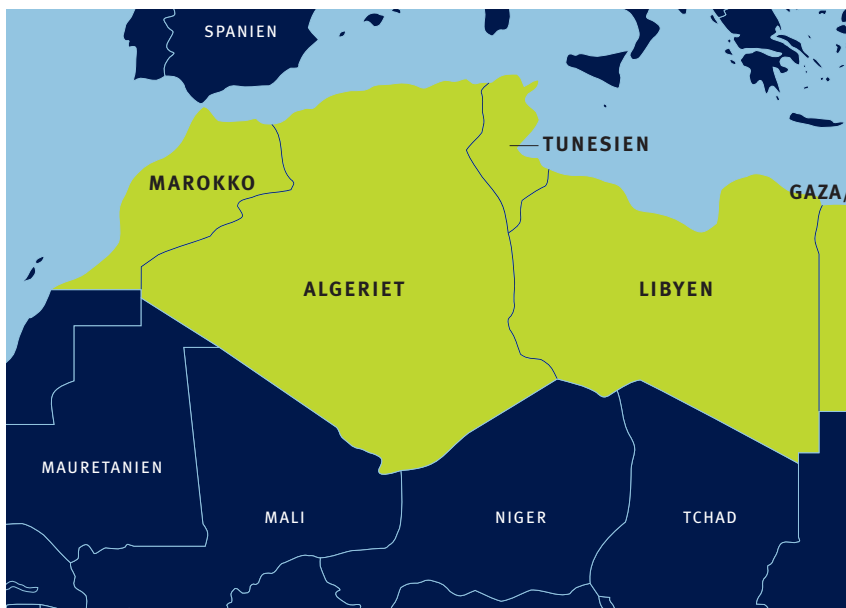 SPANIEN
TUNESIEN
MAROKKO
GAZA/
ALGERIET
LIBYEN
MAURETANIEN
MALI
NIGER
TCHAD